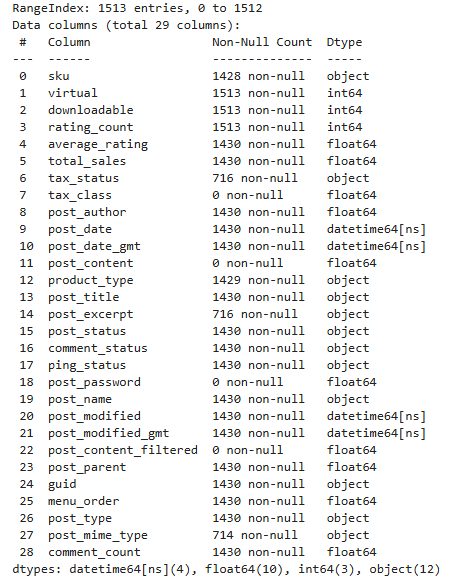 RangeIndex: 1513 entries, 0 to 1512
Data columns (total 29 columns):
 #   Column                 Non-Null Count  Dtype
---  ------                 --------------  -----
 0   sku                    1428 non-null   object
 1   virtual                1513 non-null   int64
 2   downloadable           1513 non-null   int64
 3   rating_count           1513 non-null   int64
 4   average_rating         1430 non-null   float64
 5   total_sales            1430 non-null   float64
 6   tax_status             716 non-null    object
 7   tax_class              0 non-null      float64
 8   post_author            1430 non-null   float64
 9   post_date              1430 non-null   datetime64[ns]
 10  post_date_gmt          1430 non-null   datetime64[ns]
 11  post_content           0 non-null      float64
 12  product_type           1429 non-null   object
 13  post_title             1430 non-null   object
 14  post_excerpt           716 non-null    object
 15  post_status            1430 non-null   object
 16  comment_status         1430 non-null   object
 17  ping_status            1430 non-null   object
 18  post_password          0 non-null      float64
 19  post_name              1430 non-null   object
 20  post_modified          1430 non-null   datetime64[ns]
 21  post_modified_gmt      1430 non-null   datetime64[ns]
 22  post_content_filtered  0 non-null      float64
 23  post_parent            1430 non-null   float64
 24  guid                   1430 non-null   object
 25  menu_order             1430 non-null   float64
 26  post_type              1430 non-null   object
 27  post_mime_type         714 non-null    object
 28  comment_count          1430 non-null   float64
dtypes: datetime64[ns](4), float64(10), int64(3), object(12)